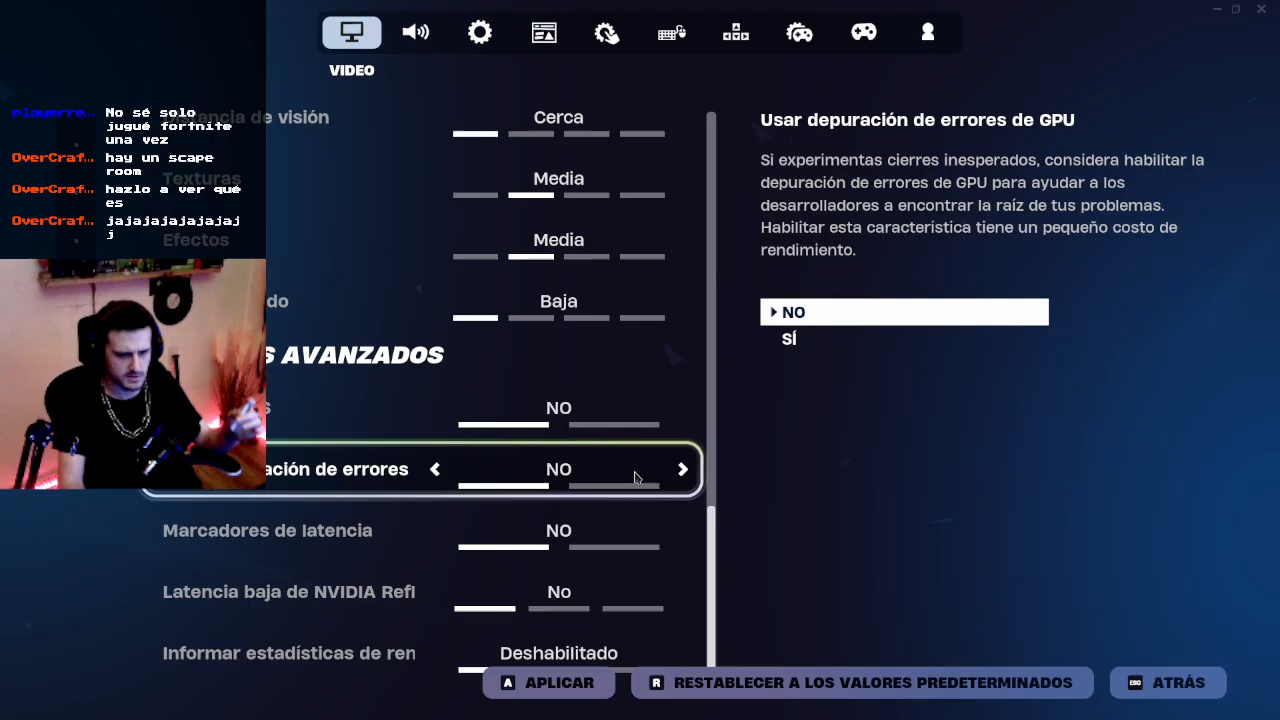 VIDEO
playerre… No sé solo
jugué fortnite
una vez
OverCraf… hay un scape
room
OverCraf… hazlo a ver qué
es
OverCraf… jajajajajajajaj
j
Distancia de visión
Cerca
Texturas
Media
Efectos
Media
do
Baja
S AVANZADOS
S
NO
ación de errores
NO
Marcadores de latencia
NO
Latencia baja de NVIDIA Refl
No
Informar estadísticas de ren
Deshabilitado
Usar depuración de errores de GPU
Si experimentas cierres inesperados, considera habilitar la
depuración de errores de GPU para ayudar a los
desarrolladores a encontrar la raíz de tus problemas.
Habilitar esta característica tiene un pequeño costo de
rendimiento.
NO
SÍ
A APLICAR
R RESTABLECER A LOS VALORES PREDETERMINADOS
ESC ATRÁS